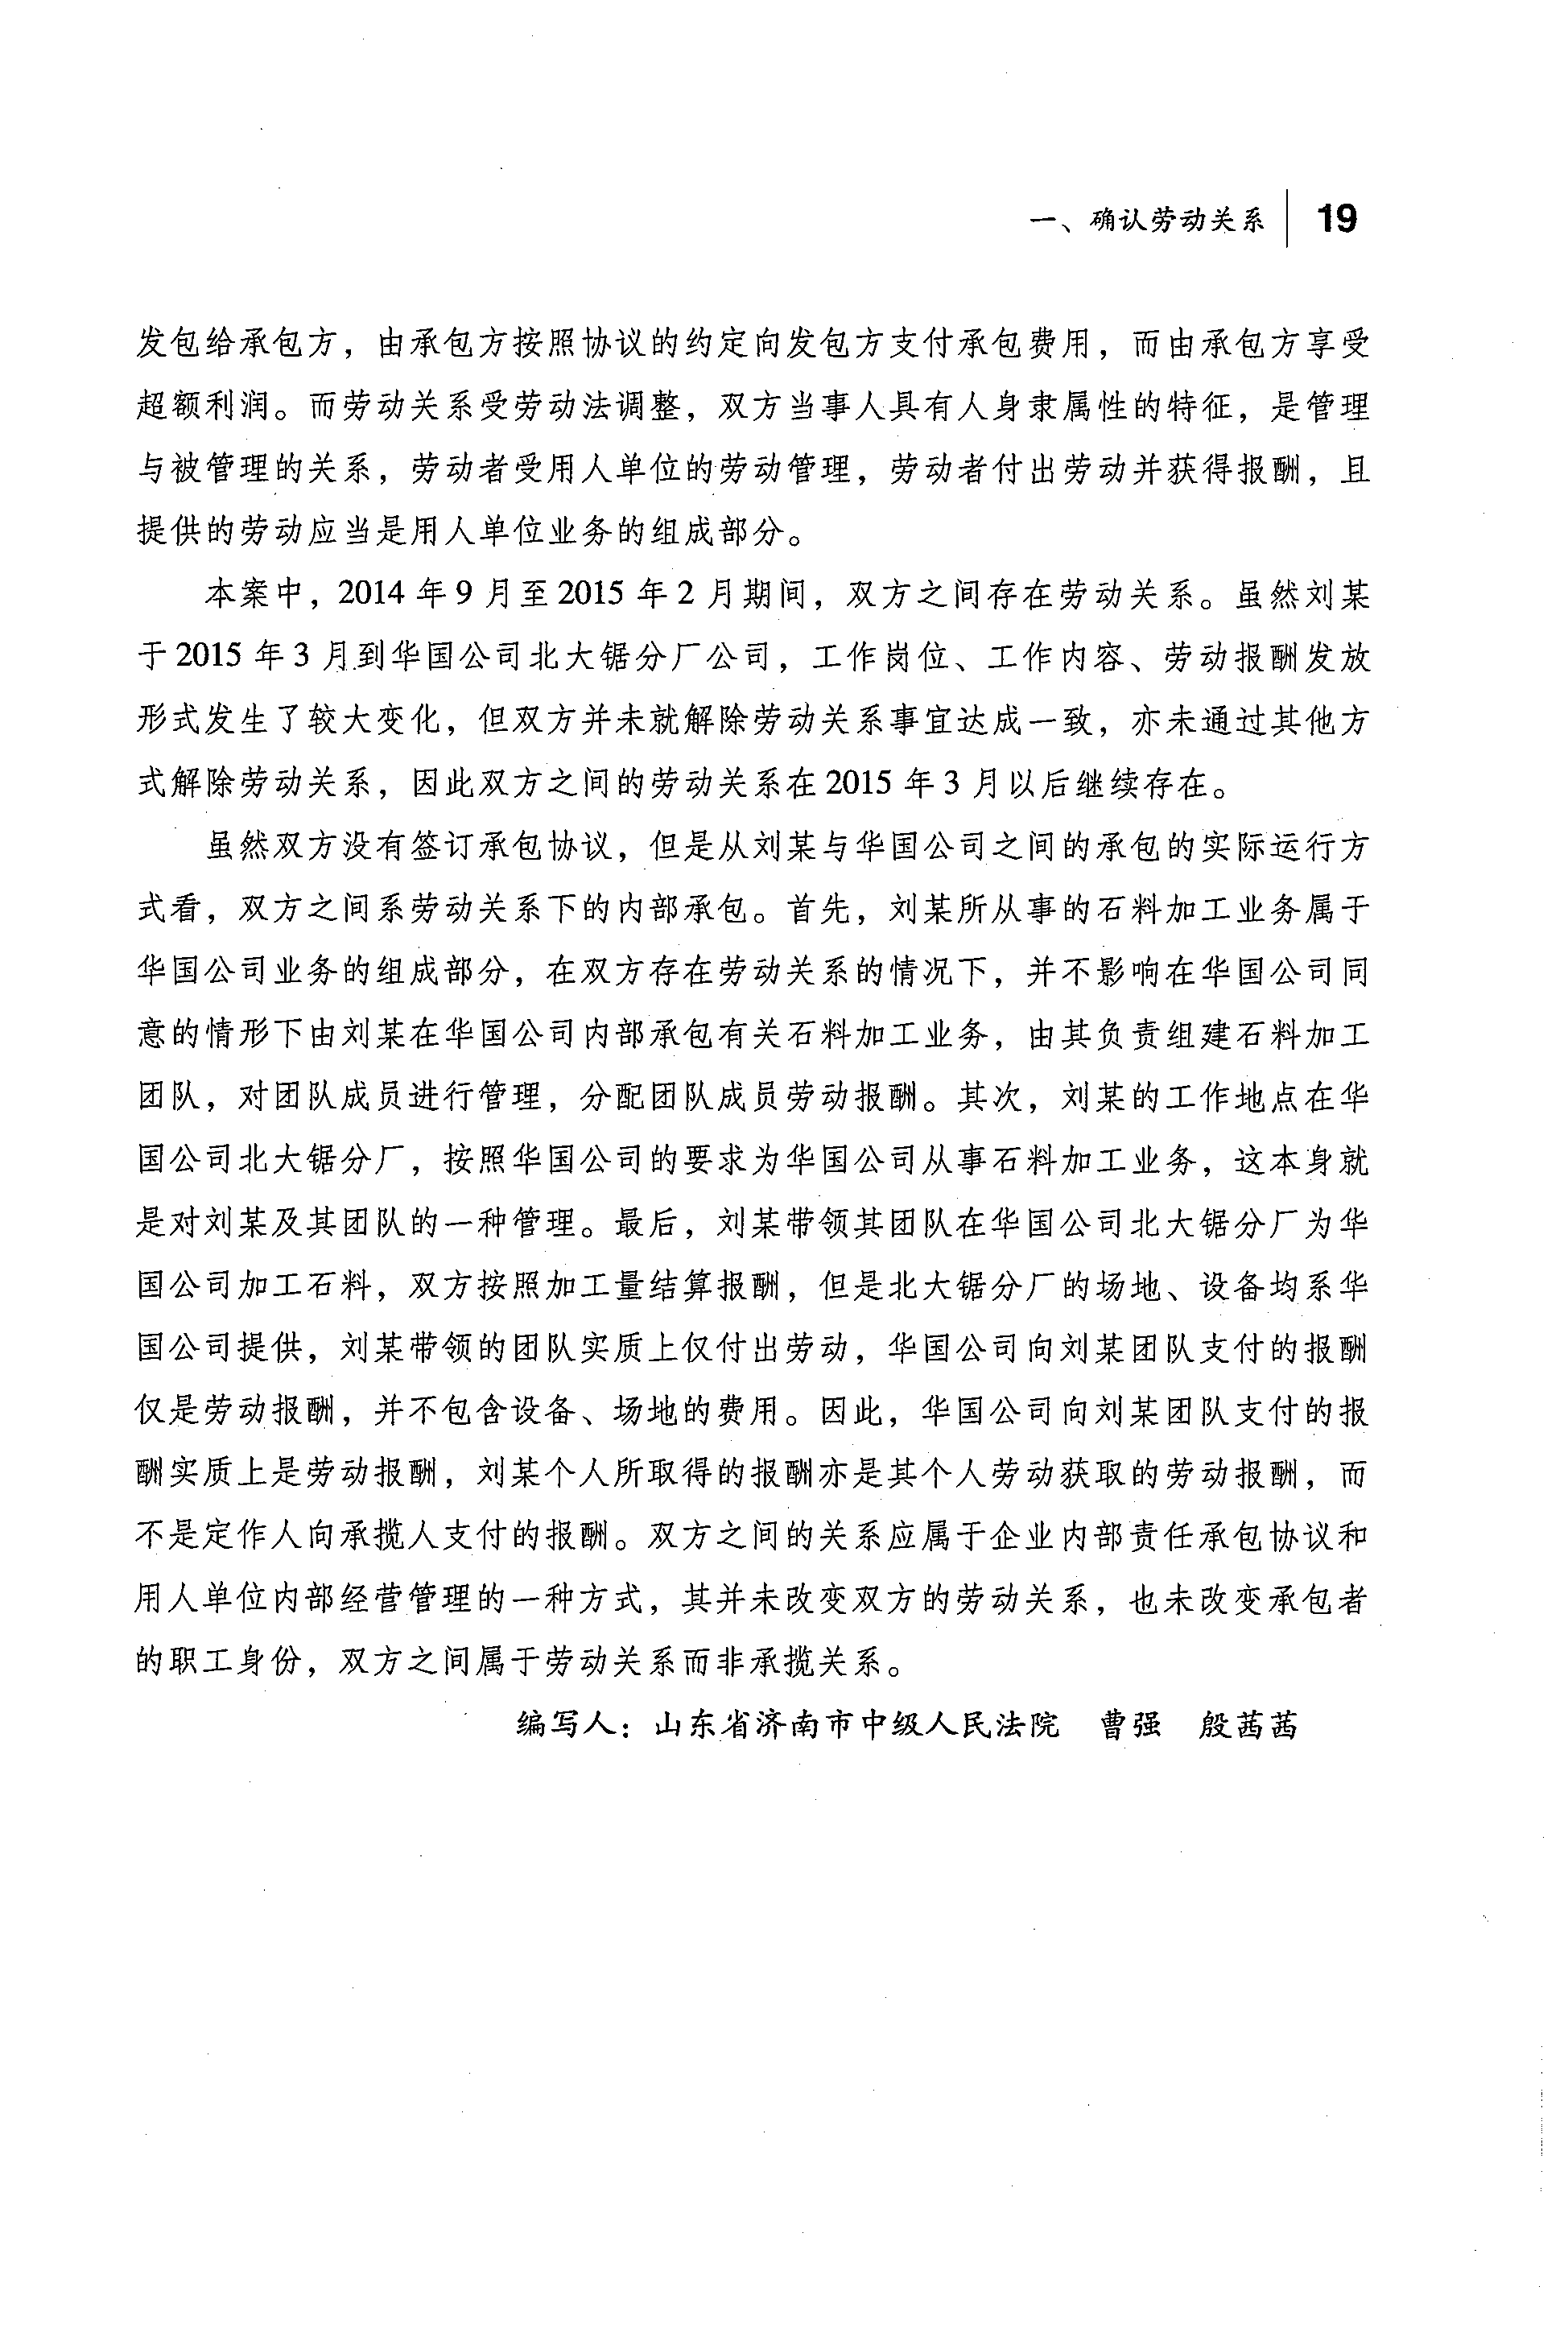 一、确认劳动关系 19
发包给承包方，由承包方按照协议的约定向发包方支付承包费用，而由承包方享受
超额利润。而劳动关系受劳动法调整，双方当事人具有人身隶属性的特征，是管理
与被管理的关系，劳动者受用人单位的劳动管理，劳动者付出劳动并获得报酬，且
提供的劳动应当是用人单位业务的组成部分。
本案中，2014年9月至2015年2月期间，双方之间存在劳动关系。虽然刘某
于2015年3月到华国公司北大锯分厂公司，工作岗位、工作内容、劳动报酬发放
形式发生了较大变化，但双方并未就解除劳动关系事宜达成一致，亦未通过其他方
式解除劳动关系，因此双方之间的劳动关系在2015年3月以后继续存在。
虽然双方没有签订承包协议，但是从刘某与华国公司之间的承包的实际运行方
式看，双方之间系劳动关系下的内部承包。首先，刘某所从事的石料加工业务属于
华国公司业务的组成部分，在双方存在劳动关系的情况下，并不影响在华国公司同
意的情形下由刘某在华国公司内部承包有关石料加工业务，由其负责组建石料加工
团队，对团队成员进行管理，分配团队成员劳动报酬。其次，刘某的工作地点在华
国公司北大锯分厂，按照华国公司的要求为华国公司从事石料加工业务，这本身就
是对刘某及其团队的一种管理。最后，刘某带领其团队在华国公司北大锯分厂为华
国公司加工石料，双方按照加工量结算报酬，但是北大锯分厂的场地、设备均系华
国公司提供，刘某带领的团队实质上仅付出劳动，华国公司向刘某团队支付的报酬
仅是劳动报酬，并不包含设备、场地的费用。因此，华国公司向刘某团队支付的报
酬实质上是劳动报酬，刘某个人所取得的报酬亦是其个人劳动获取的劳动报酬，而
不是定作人向承揽人支付的报酬。双方之间的关系应属于企业内部责任承包协议和
用人单位内部经营管理的一种方式，其并未改变双方的劳动关系，也未改变承包者
的职工身份，双方之间属于劳动关系而非承揽关系。
编写人：山东省济南市中级人民法院 曹强 殷茜茜